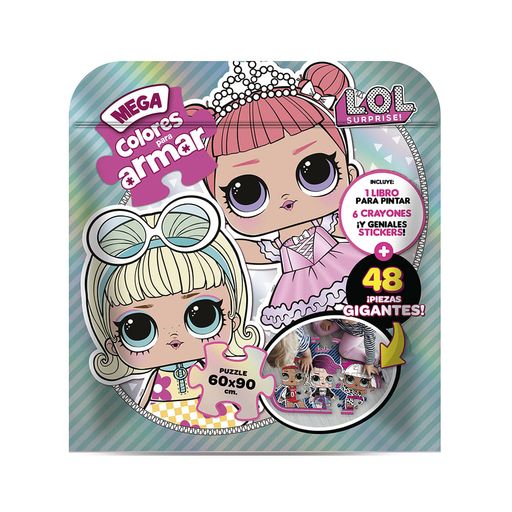 MEGA
Colores
para
armar
L.O.L
SURPRISE!
INCLUYE:
1 LIBRO
PARA PINTAR
6 CRAYONES
¡Y GENIALES
STICKERS!
+
48
¡PIEZAS
GIGANTES!
PUZZLE
60x90
cm.